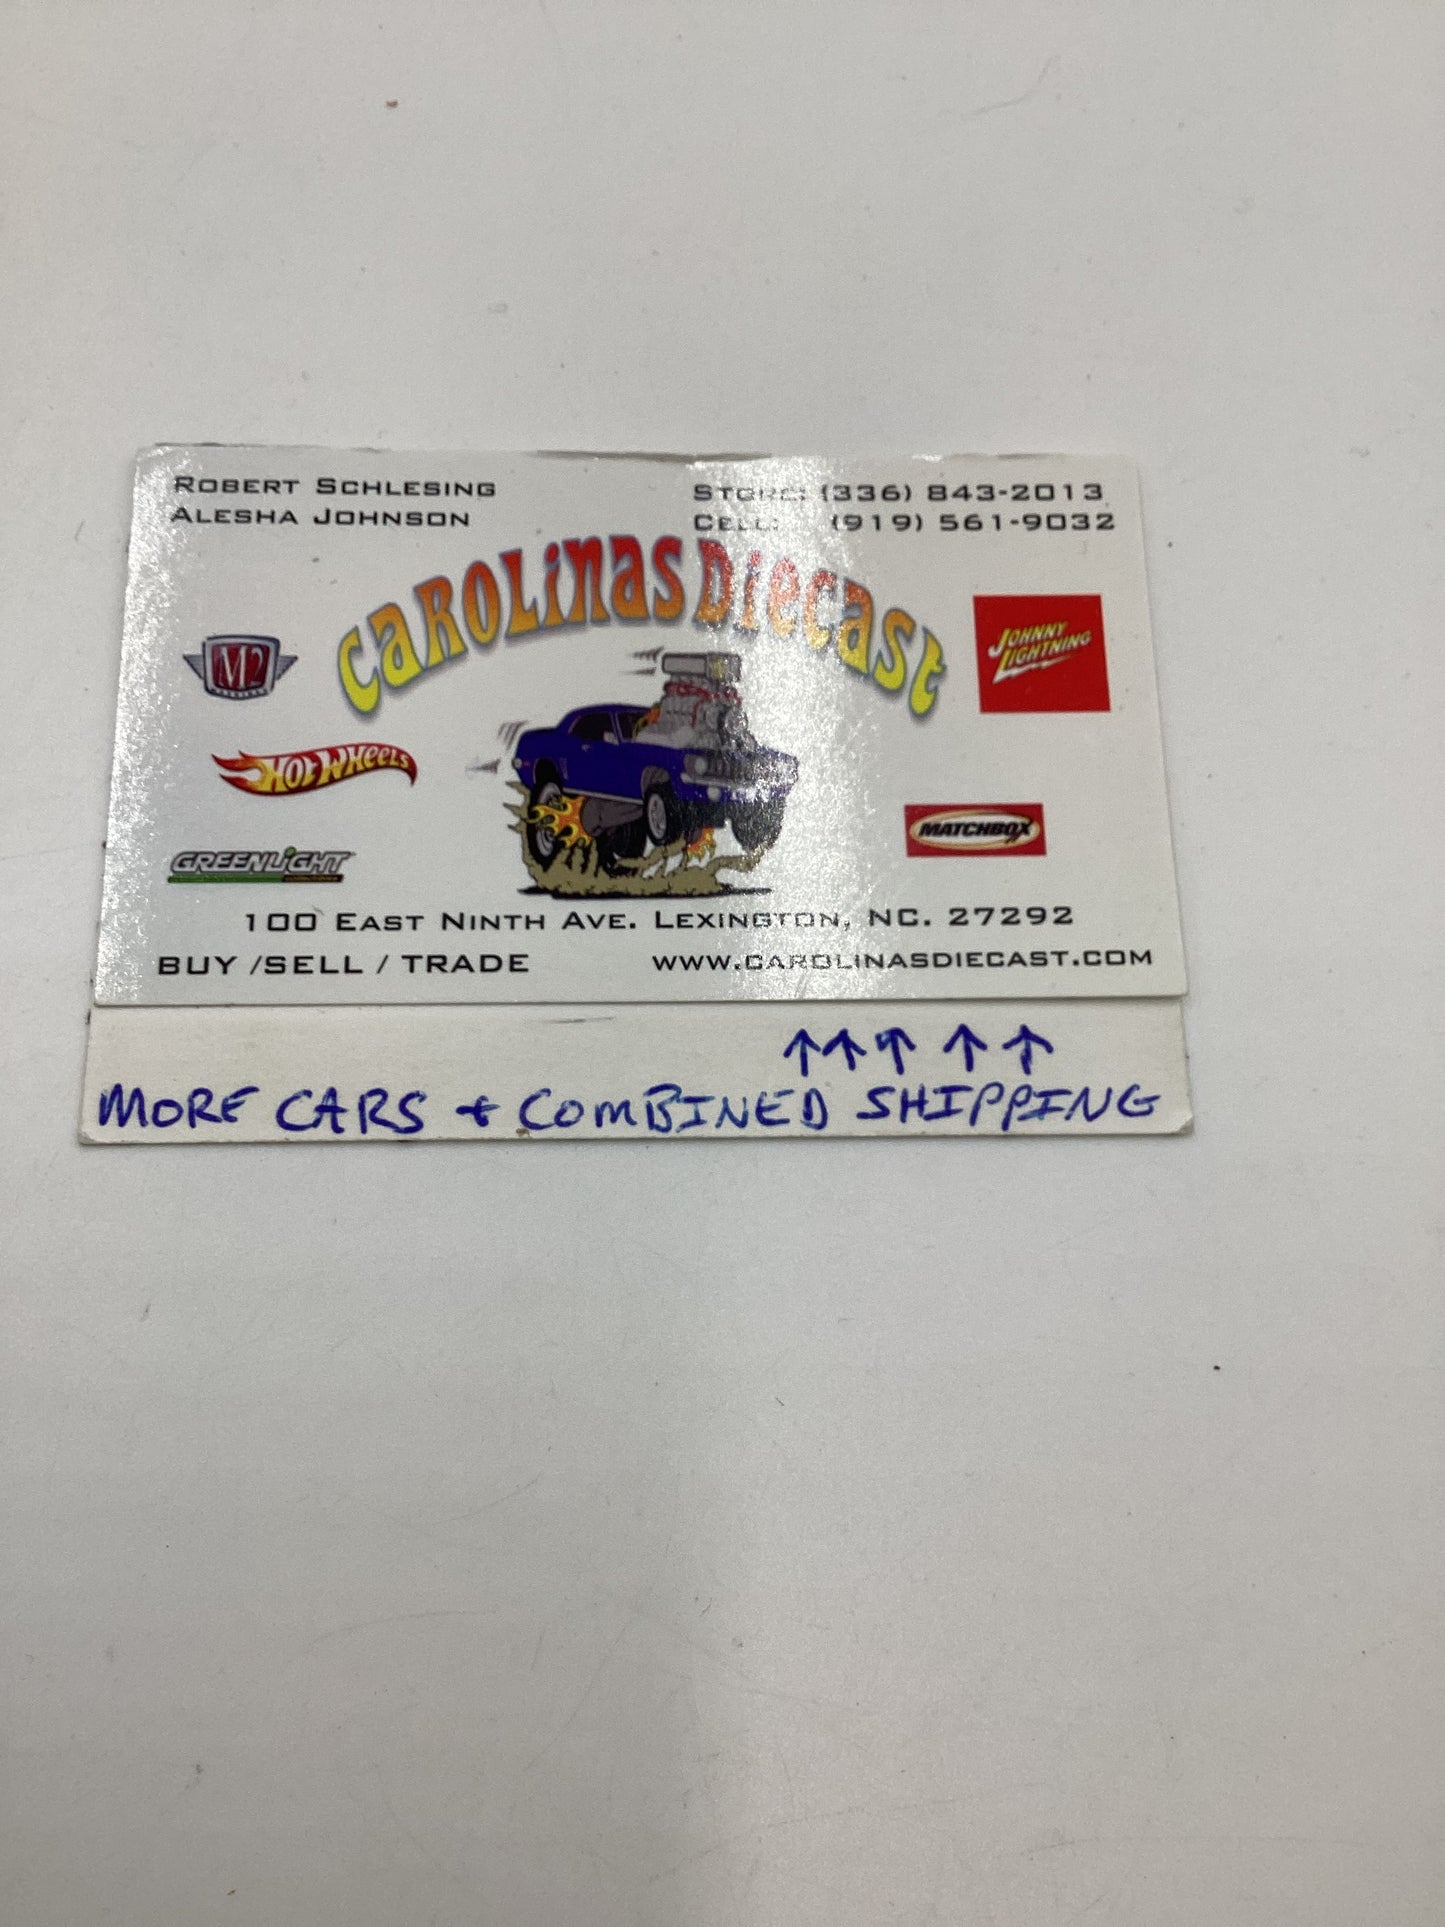 ROBERT SCHLESING
ALESHA JOHNSON
STORE: (336) 843-2013
CELL: (919) 561-9032
CAROLINAS DIECAST
M2
JOHNNY
LIGHTNING
HOT WHEELS
MATCHBOX
GREENLIGHT
100 EAST NINTH AVE. LEXINGTON, NC. 27292
BUY /SELL / TRADE
WWW.CAROLINASDIECAST.COM
MORE CARS + COMBINED SHIPPING